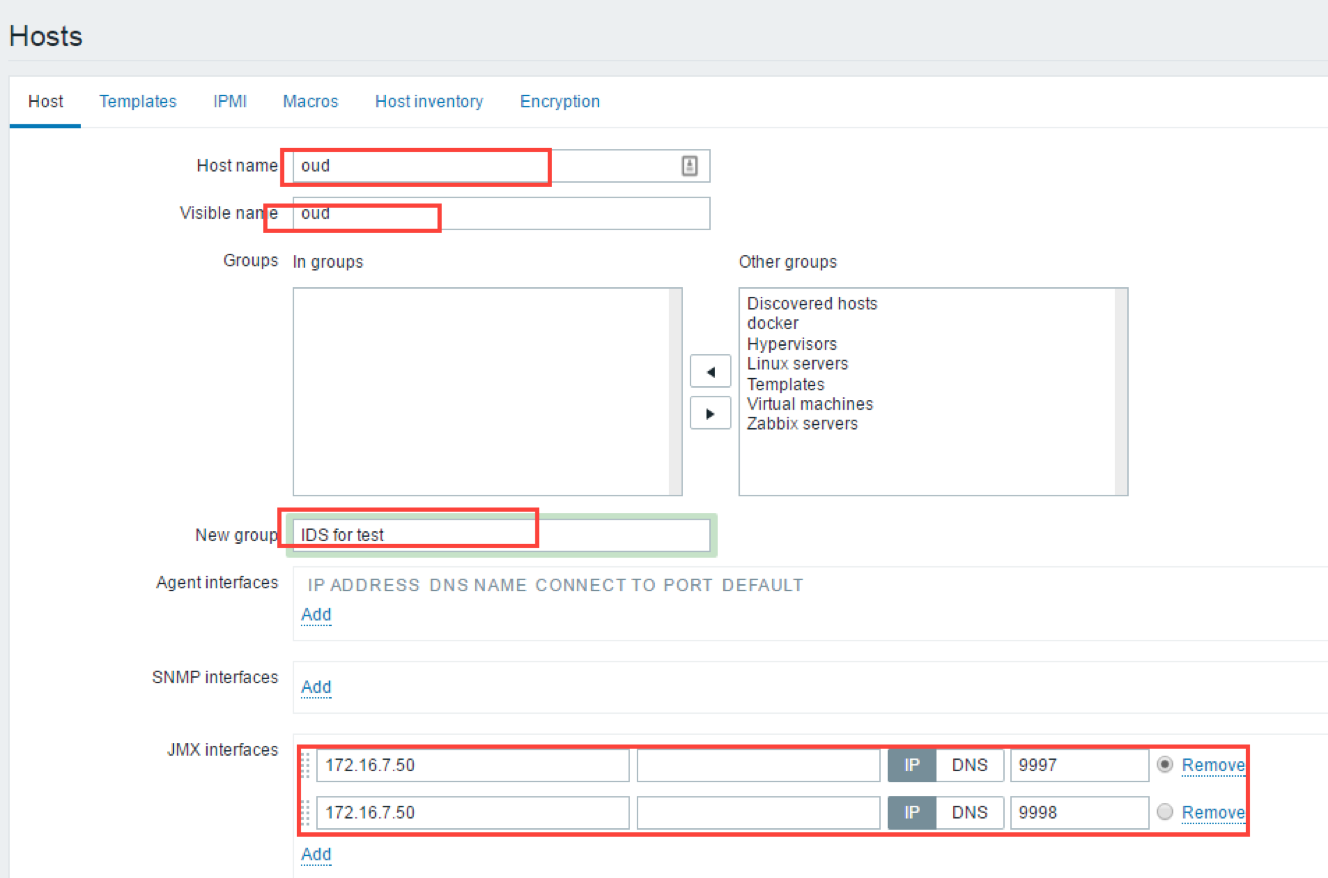 Hosts
Host Templates IPMI Macros Host inventory Encryption
Host name oud
Visible name oud
Groups In groups Other groups
Discovered hosts
docker
Hypervisors
Linux servers
Templates
Virtual machines
Zabbix servers
New group IDS for test
Agent interfaces IP ADDRESS DNS NAME CONNECT TO PORT DEFAULT
Add
SNMP interfaces Add
JMX interfaces 172.16.7.50 IP DNS 9997 Remove
172.16.7.50 IP DNS 9998 Remove
Add